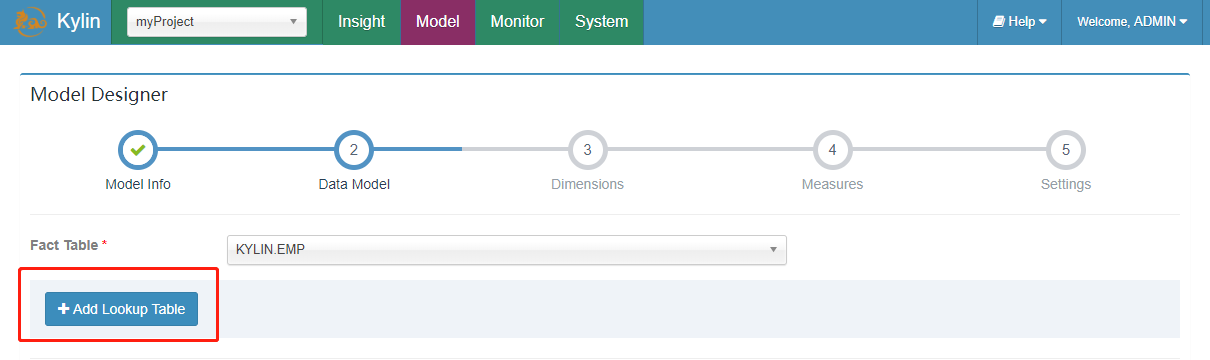 Kylin myProject Insight Model Monitor System Help Welcome, ADMIN
Model Designer
2 3 4 5
Model Info Data Model Dimensions Measures Settings
Fact Table * KYLIN.EMP
+ Add Lookup Table